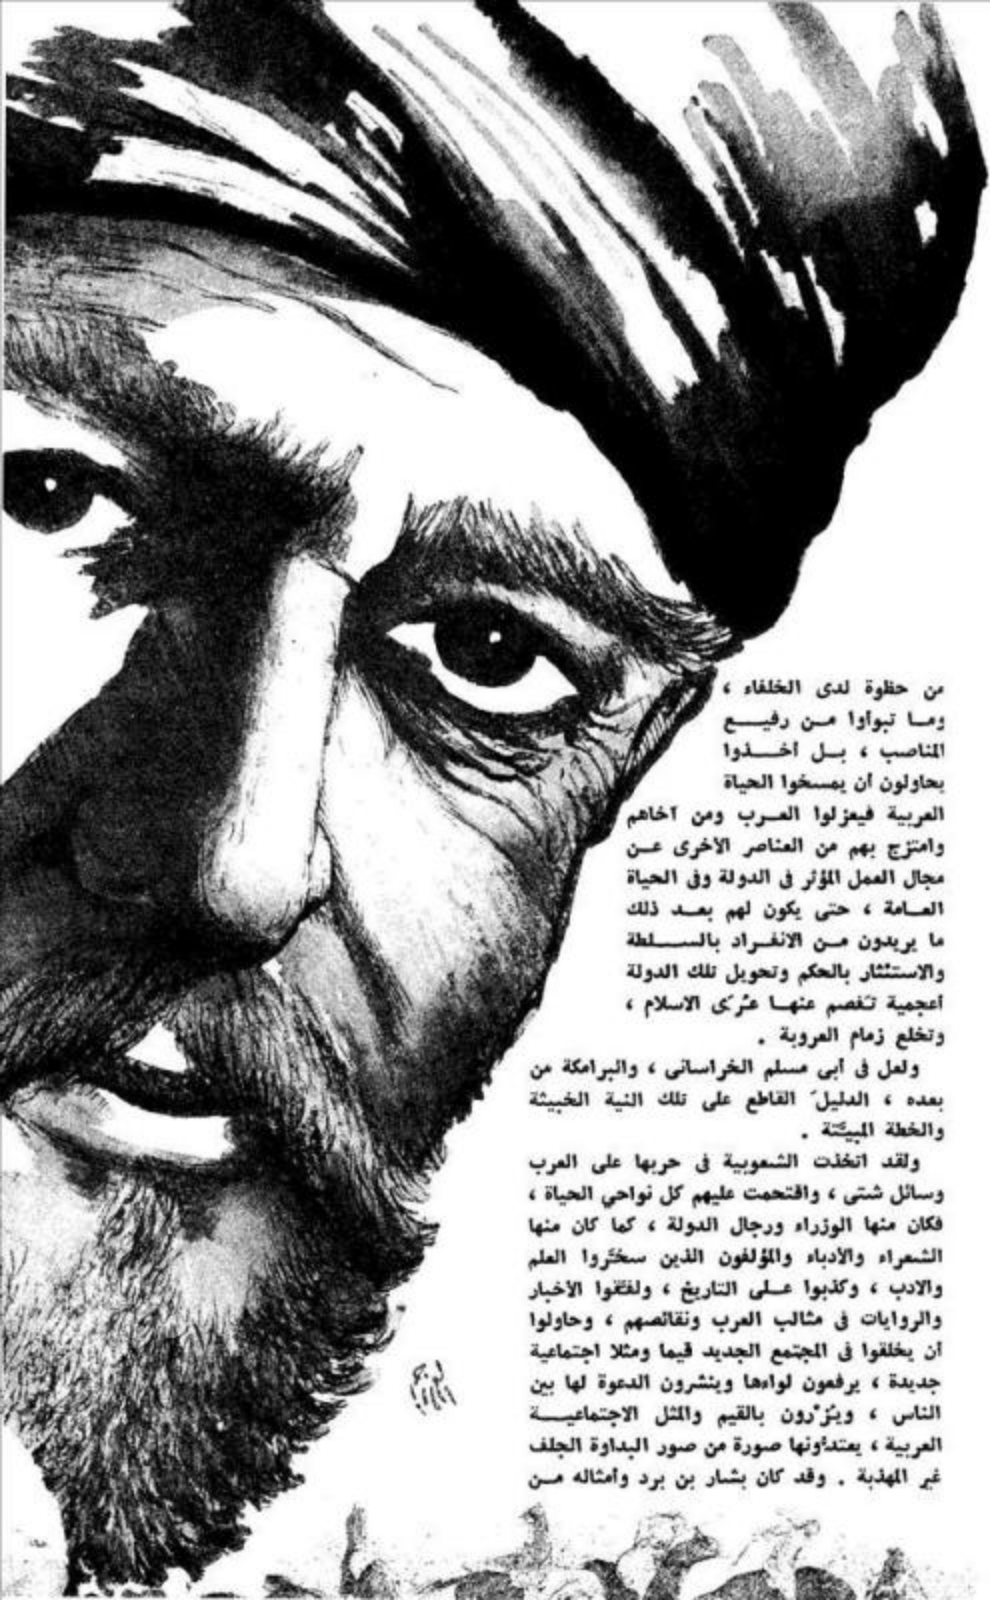 من حظوة لدى الخلفاء ،
وما تبوأوا من رفيع
المناصب ، بل أخذوا
يحاولون أن يمسخوا الحياة
العربية فيعزلوا العرب ومن آخاهم
وامتزج بهم من العناصر الأخرى عن
مجال العمل المؤثر فى الدولة وفى الحياة
العامة ، حتى يكون لهم بعد ذلك
ما يريدون من الانفراد بالسلطة
والاستئثار بالحكم وتحويل تلك الدولة
أعجمية تفصم عنها عُرَى الاسلام ،
وتخلع زمام العروبة .
ولعل فى أبى مسلم الخراسانى ، والبرامكة من
بعده ، الدليلَ القاطع على تلك النية الخبيثة
والخطة المبيَّتة .
ولقد اتخذت الشعوبية فى حربها على العرب
وسائل شتى ، واقتحمت عليهم كل نواحي الحياة ،
فكان منها الوزراء ورجال الدولة ، كما كان منها
الشعراء والأدباء والمؤلفون الذين سخَّروا العلم
والادب ، وكذبوا على التاريخ ، ولفَّقوا الأخبار
والروايات فى مثالب العرب ونقائصهم ، وحاولوا
أن يخلقوا فى المجتمع الجديد قيما ومثلا اجتماعية
جديدة ، يرفعون لواءها وينشرون الدعوة لها بين
الناس ، ويُزْرون بالقيم والمثل الاجتماعية
العربية ، يعتدُّونها صورة من صور البداوة الجلف
غير المهذبة . وقد كان بشار بن برد وأمثاله من